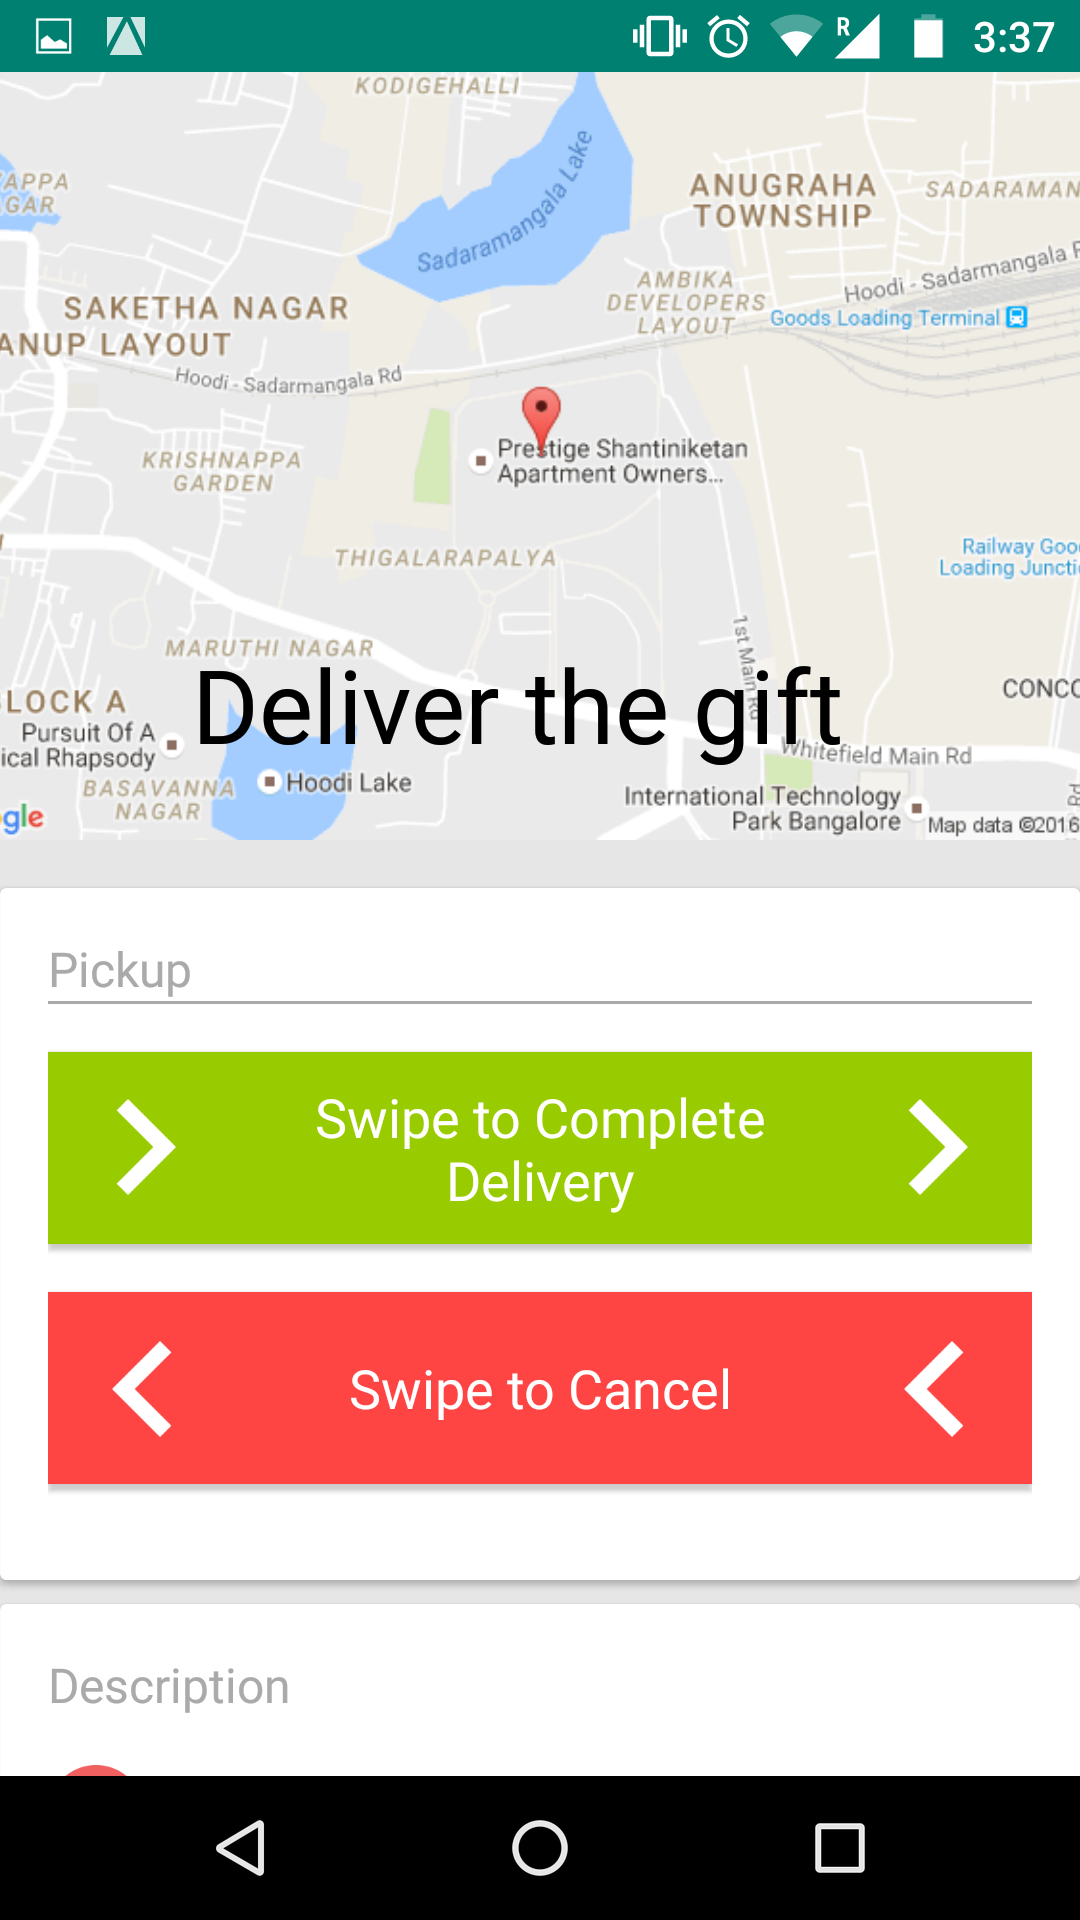 3:37
R
KODIGEHALLI
Sadaramangala Lake
APPA
GAR
ANUGRAHA
TOWNSHIP
SADARAMAN
AMBIKA
DEVELOPERS
LAYOUT
Hoodi - Sadarmangala R
Goods Loading Terminal
SAKETHA NAGAR
ANUP LAYOUT
Hoodi - Sadarmangala Rd
Prestige Shantiniketan
Apartment Owners...
KRISHNAPPA
GARDEN
THIGALARAPALYA
Railway Goo
Loading Juncti
1st Main Rd
MARUTHI NAGAR
LOCK A
Deliver the gift
CONCO
Pursuit Of A
ical Rhapsody
Whitefield Main Rd
BASAVANNA
NAGAR
Hoodi Lake
International Technology
Park Bangalore
Rd
gle
Map data ©2016
Pickup
Swipe to Complete
Delivery
Swipe to Cancel
Description